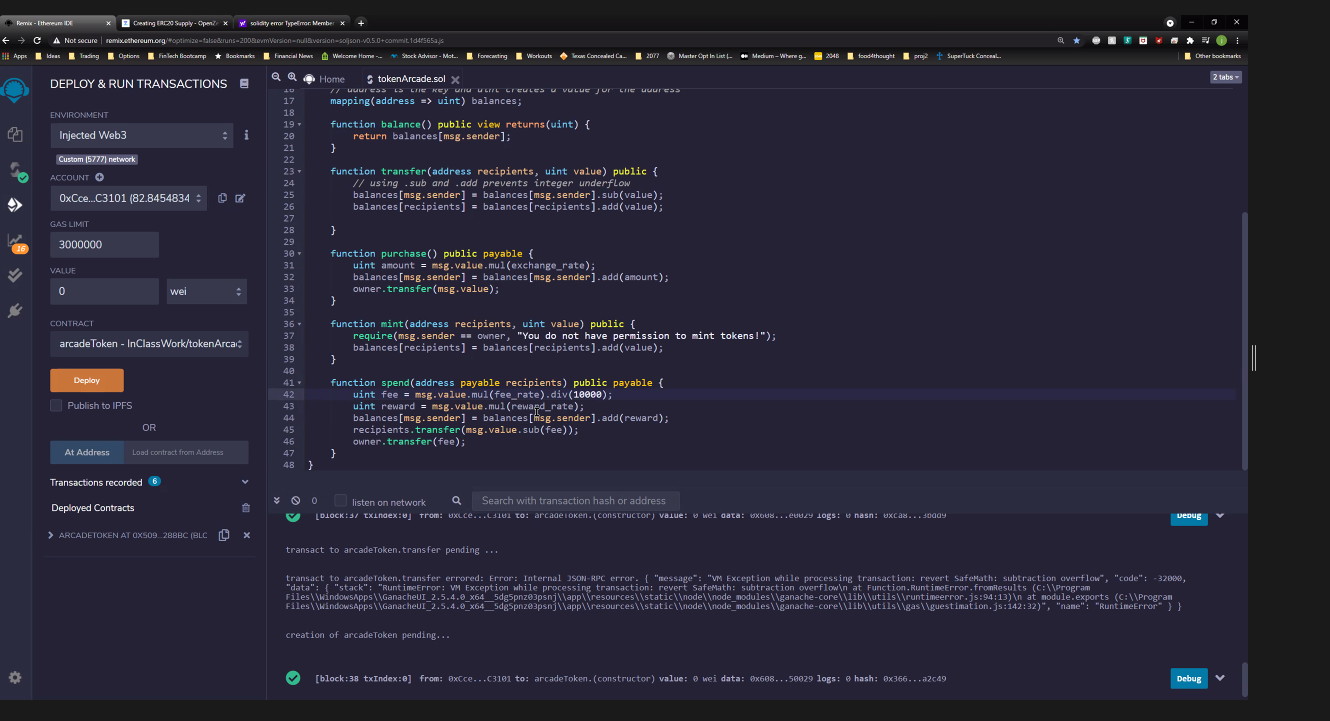 Remix - Ethereum IDE
Creating ERC20 Supply - OpenZe
solidity error TypeError: Member
Not secure | remix.ethereum.org/#optimize=false&runs=200&evmVersion=null&version=soljson-v0.5.0+commit.1d4f565a.js
Apps Ideas Trading Options FinTech Bootcamp Bookmarks Financial News Welcome Home -... Stock Advisor - Mot... Forecasting Workouts Texas Concealed Ca... 2077 Master Opt In List (... Medium – Where g... 2048 food4thought proj2 SuperTuck Conceal... Other bookmarks
DEPLOY & RUN TRANSACTIONS
ENVIRONMENT
Injected Web3
Custom (5777) network
ACCOUNT
0xCce...C3101 (82.8454834
GAS LIMIT
3000000
VALUE
0
wei
CONTRACT
arcadeToken - InClassWork/tokenArca
Deploy
Publish to IPFS
OR
At Address
Load contract from Address
Transactions recorded 6
Deployed Contracts
ARCADETOKEN AT 0X509...288BC (BLO
16
Home
tokenArcade.sol
2 tabs
16 // address is the key and uint creates a value for the address
17 mapping(address => uint) balances;
18
19 function balance() public view returns(uint) {
20 return balances[msg.sender];
21 }
22
23 function transfer(address recipients, uint value) public {
24 // using .sub and .add prevents integer underflow
25 balances[msg.sender] = balances[msg.sender].sub(value);
26 balances[recipients] = balances[recipients].add(value);
27
28 }
29
30 function purchase() public payable {
31 uint amount = msg.value.mul(exchange_rate);
32 balances[msg.sender] = balances[msg.sender].add(amount);
33 owner.transfer(msg.value);
34 }
35
36 function mint(address recipients, uint value) public {
37 require(msg.sender == owner, "You do not have permission to mint tokens!");
38 balances[recipients] = balances[recipients].add(value);
39 }
40
41 function spend(address payable recipients) public payable {
42 uint fee = msg.value.mul(fee_rate).div(10000);
43 uint reward = msg.value.mul(reward_rate);
44 balances[msg.sender] = balances[msg.sender].add(reward);
45 recipients.transfer(msg.value.sub(fee));
46 owner.transfer(fee);
47 }
48 }
0
listen on network
Search with transaction hash or address
[block:37 txIndex:0] from: 0xCce...C3101 to: arcadeToken.(constructor) value: 0 wei data: 0x608...e0029 logs: 0 hash: 0xca8...3bdd9
Debug
transact to arcadeToken.transfer pending ...
transact to arcadeToken.transfer errored: Error: Internal JSON-RPC error. { "message": "VM Exception while processing transaction: revert SafeMath: subtraction overflow", "code": -32000,
"data": { "stack": "RuntimeError: VM Exception while processing transaction: revert SafeMath: subtraction overflow\n at Function.RuntimeError.fromResults (C:\\Program
Files\\WindowsApps\\GanacheUI_2.5.4.0_x64__5dg5pnz03psnj\\app\\resources\\static\\node\\node_modules\\ganache-core\\lib\\utils\\runtimeerror.js:94:13)\n at module.exports (C:\\Program
Files\\WindowsApps\\GanacheUI_2.5.4.0_x64__5dg5pnz03psnj\\app\\resources\\static\\node\\node_modules\\ganache-core\\lib\\utils\\gas\\guestimation.js:142:32)", "name": "RuntimeError" } }
creation of arcadeToken pending...
[block:38 txIndex:0] from: 0xCce...C3101 to: arcadeToken.(constructor) value: 0 wei data: 0x608...50029 logs: 0 hash: 0x366...a2c49
Debug